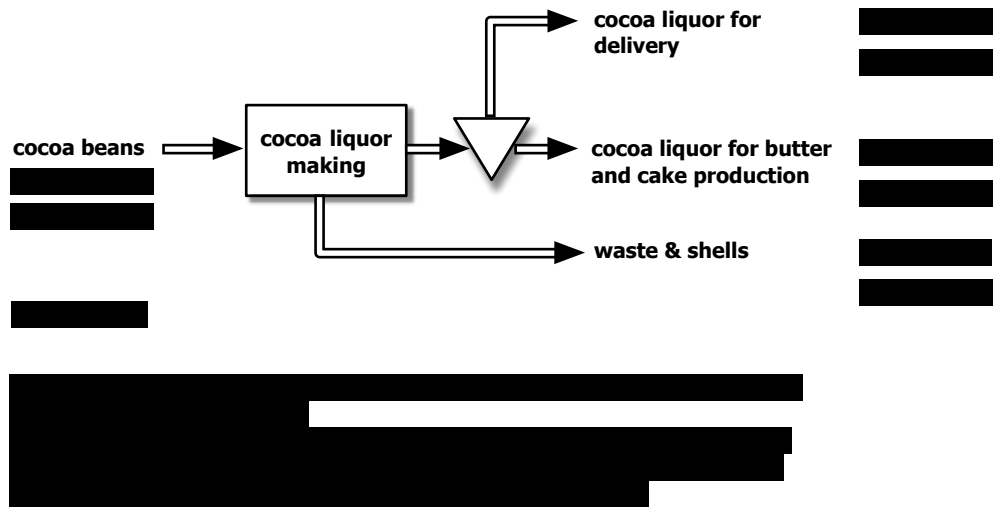 cocoa liquor for
delivery
cocoa beans
cocoa liquor
making
cocoa liquor for butter
and cake production
waste & shells